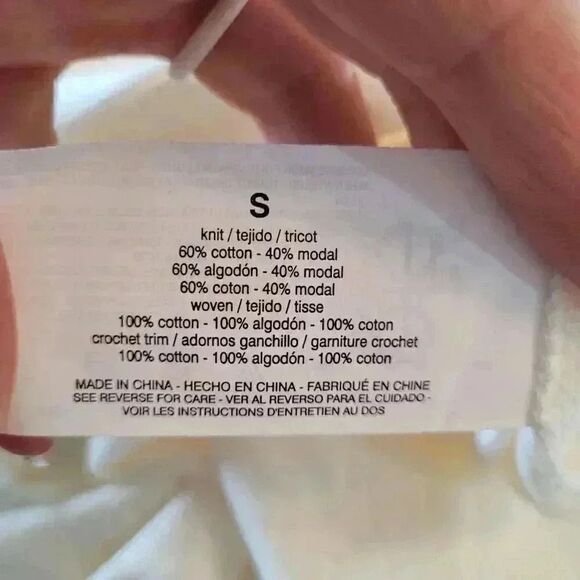 S
knit / tejido / tricot
60% cotton - 40% modal
60% algodón - 40% modal
60% coton - 40% modal
woven / tejido / tisse
100% cotton - 100% algodón - 100% coton
crochet trim / adornos ganchillo / garniture crochet
100% cotton - 100% algodón - 100% coton
MADE IN CHINA - HECHO EN CHINA - FABRIQUÉ EN CHINE
SEE REVERSE FOR CARE - VER AL REVERSO PARA EL CUIDADO -
VOIR LES INSTRUCTIONS D'ENTRETIEN AU DOS